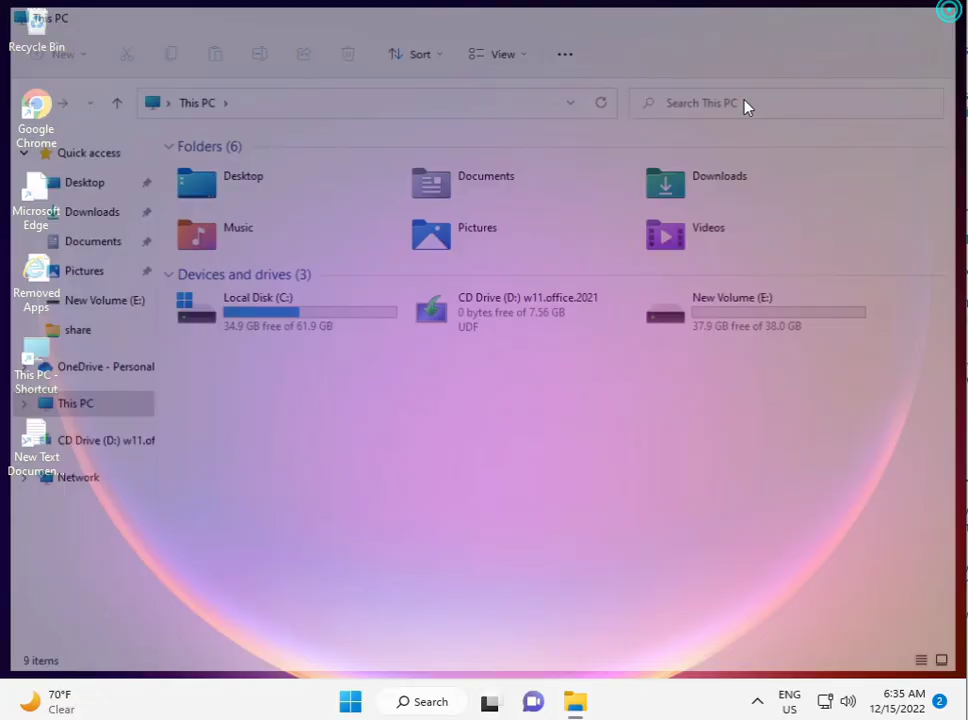 This PC
Recycle Bin
New
Sort
View
This PC
Search This PC
Google
Chrome
Quick access
Desktop
Downloads
Documents
Pictures
New Volume (E:)
share
OneDrive - Personal
This PC
CD Drive (D:) w11.of
Network
Microsoft
Edge
Removed
Apps
This PC -
Shortcut
New Text
Documen...
Folders (6)
Desktop
Documents
Downloads
Music
Pictures
Videos
Devices and drives (3)
Local Disk (C:)
34.9 GB free of 61.9 GB
CD Drive (D:) w11.office.2021
0 bytes free of 7.56 GB
UDF
New Volume (E:)
37.9 GB free of 38.0 GB
9 items
70°F
Clear
Search
ENG
US
6:35 AM
12/15/2022
2